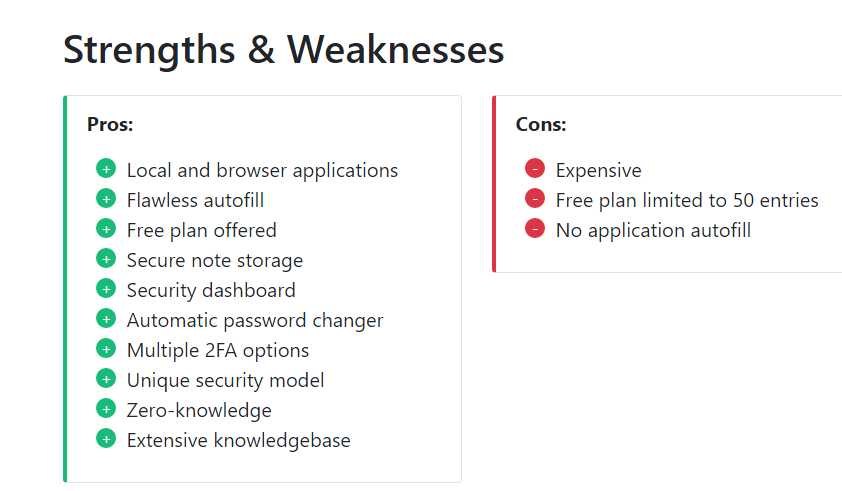 Strengths & Weaknesses
Pros:
+ Local and browser applications
+ Flawless autofill
+ Free plan offered
+ Secure note storage
+ Security dashboard
+ Automatic password changer
+ Multiple 2FA options
+ Unique security model
+ Zero-knowledge
+ Extensive knowledgebase
Cons:
- Expensive
- Free plan limited to 50 entries
- No application autofill